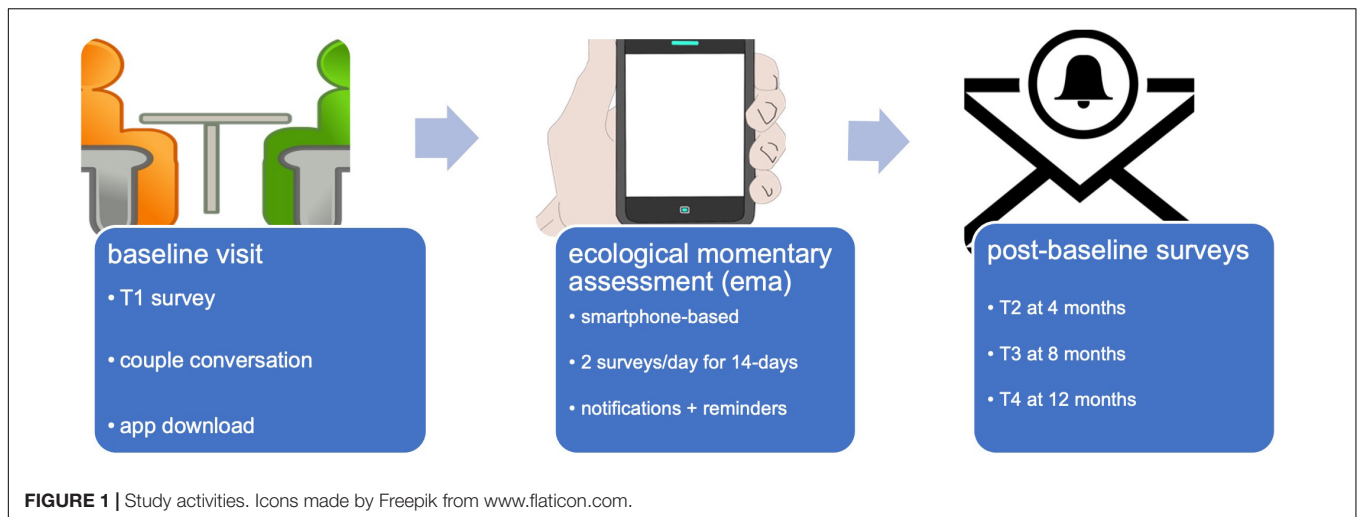 baseline visit
• T1 survey
• couple conversation
• app download
ecological momentary
assessment (ema)
• smartphone-based
• 2 surveys/day for 14-days
• notifications + reminders
post-baseline surveys
• T2 at 4 months
• T3 at 8 months
• T4 at 12 months
FIGURE 1 | Study activities. Icons made by Freepik from www.flaticon.com.